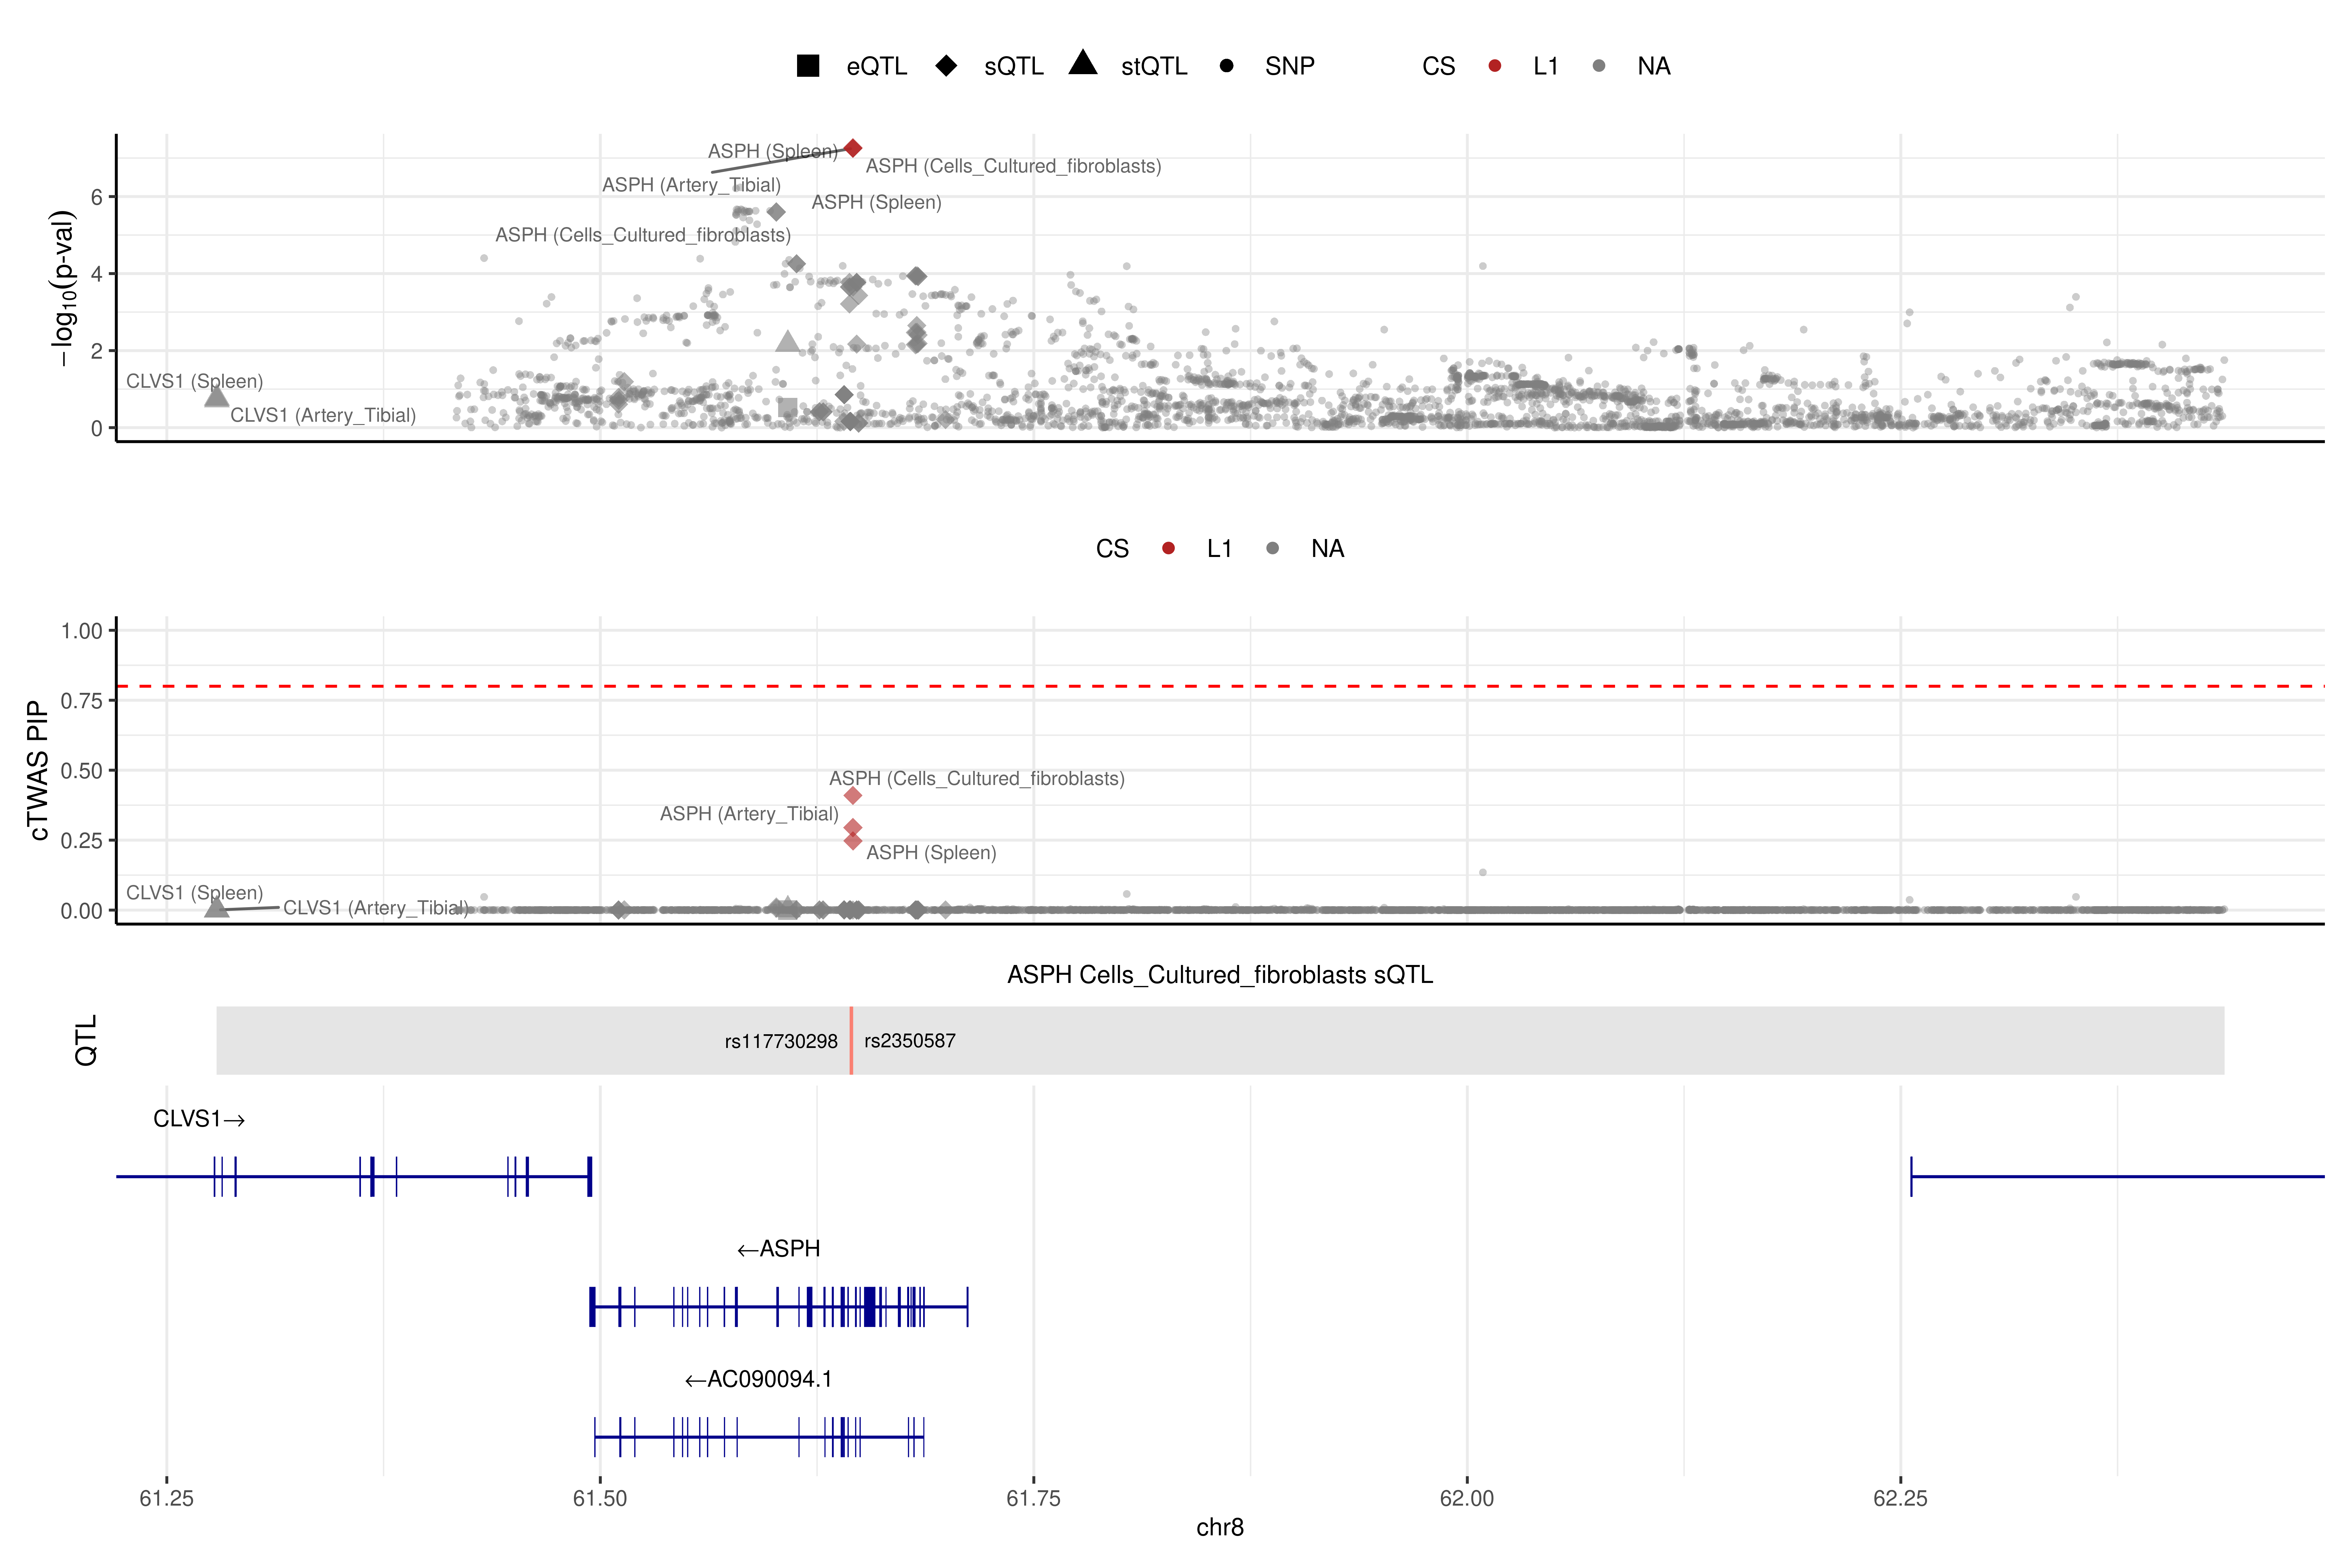 eQTL sQTL stQTL SNP CS L1 NA
ASPH (Spleen)
ASPH (Cells_Cultured_fibroblasts)
ASPH (Artery_Tibial)
ASPH (Spleen)
ASPH (Cells_Cultured_fibroblasts)
CLVS1 (Spleen)
CLVS1 (Artery_Tibial)
6
4
2
0
−log10(p-val)
CS L1 NA
1.00
0.75
0.50
0.25
0.00
cTWAS PIP
ASPH (Cells_Cultured_fibroblasts)
ASPH (Artery_Tibial)
ASPH (Spleen)
CLVS1 (Spleen)
CLVS1 (Artery_Tibial)
ASPH Cells_Cultured_fibroblasts sQTL
QTL
rs117730298 rs2350587
CLVS1→
←ASPH
←AC090094.1
61.25 61.50 61.75 62.00 62.25
chr8